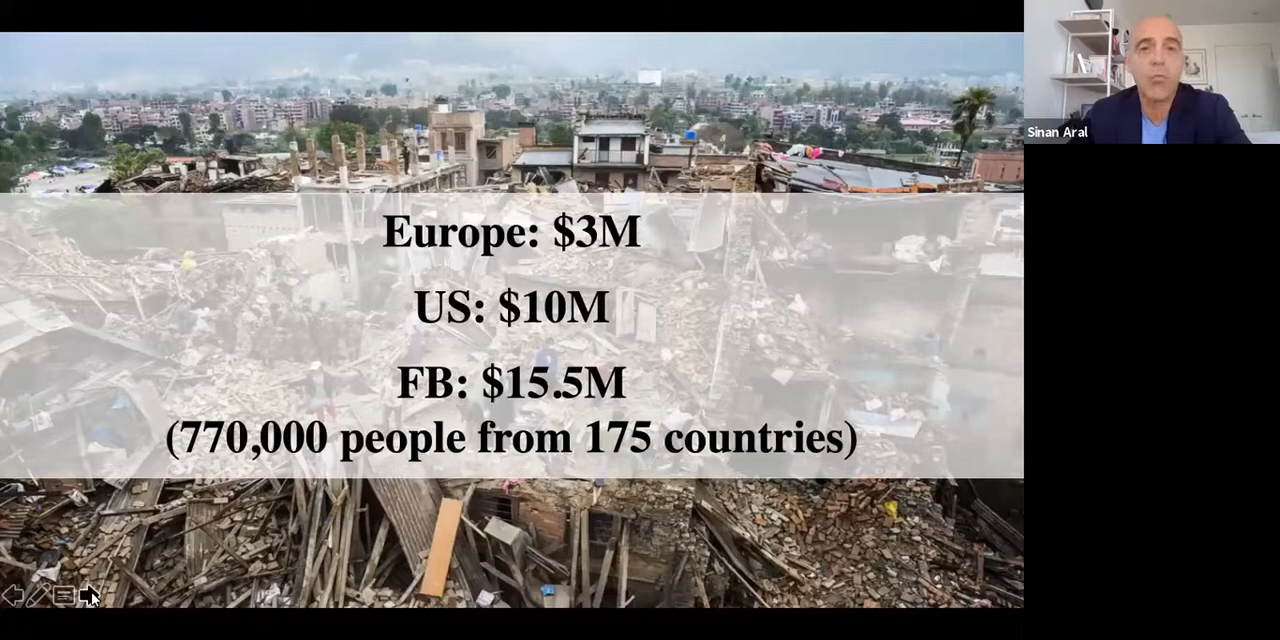 Europe: $3M
US: $10M
FB: $15.5M
(770,000 people from 175 countries)
Sinan Aral